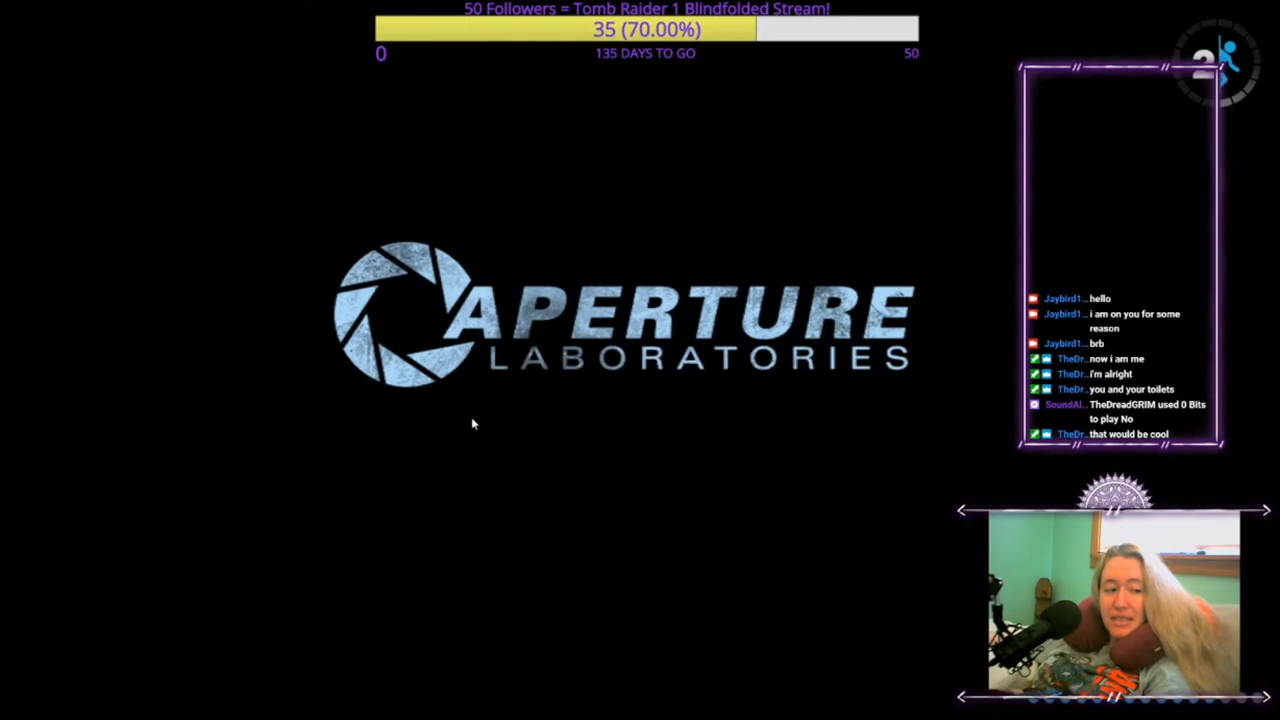 50 Followers = Tomb Raider 1 Blindfolded Stream!
35 (70.00%)
0
135 DAYS TO GO
50
2
APERTURE
LABORATORIES
Jaybird1... hello
Jaybird1... i am on you for some
reason
Jaybird1... brb
TheDr... now i am me
TheDr... i'm alright
TheDr... you and your toilets
SoundAl... TheDreadGRIM used 0 Bits
to play No
TheDr... that would be cool